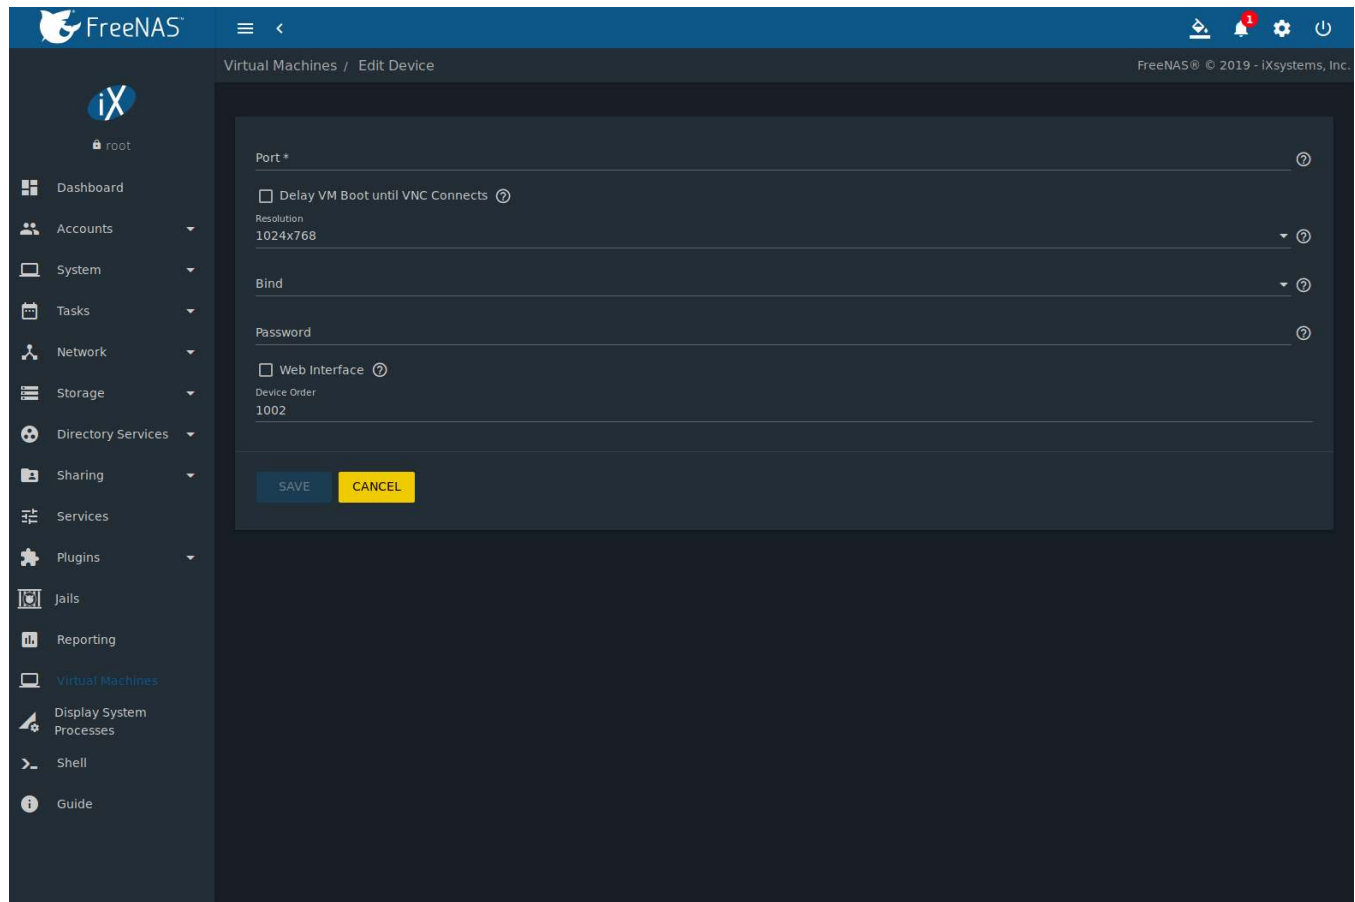 FreeNAS
1
Virtual Machines / Edit Device
FreeNAS® © 2019 - iXsystems, Inc.
iX
root
Dashboard
Accounts
System
Tasks
Network
Storage
Directory Services
Sharing
Services
Plugins
Jails
Reporting
Virtual Machines
Display System
Processes
Shell
Guide
Port *
Delay VM Boot until VNC Connects
Resolution
1024x768
Bind
Password
Web Interface
Device Order
1002
SAVE
CANCEL